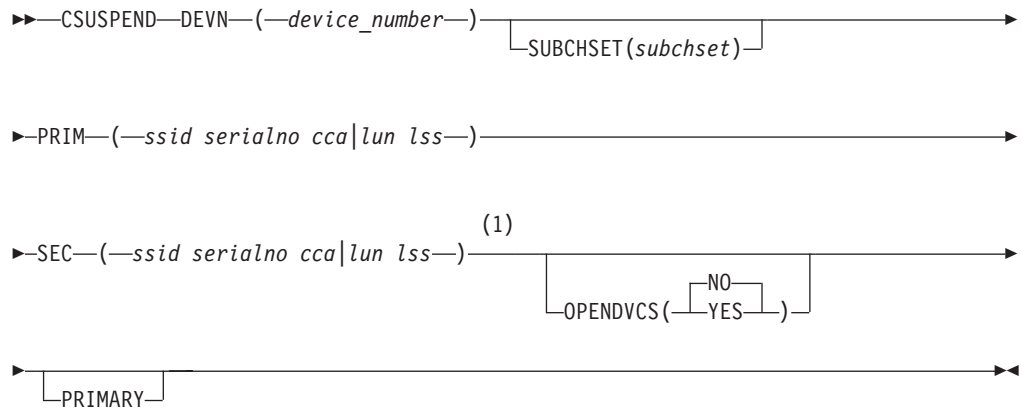 CSUSPEND DEVN ( device_number )
SUBCHSET(subchset)
PRIM ( ssid serialno cca|lun lss )
(1)
SEC ( ssid serialno cca|lun lss )
NO
OPENDVCS( YES )
PRIMARY